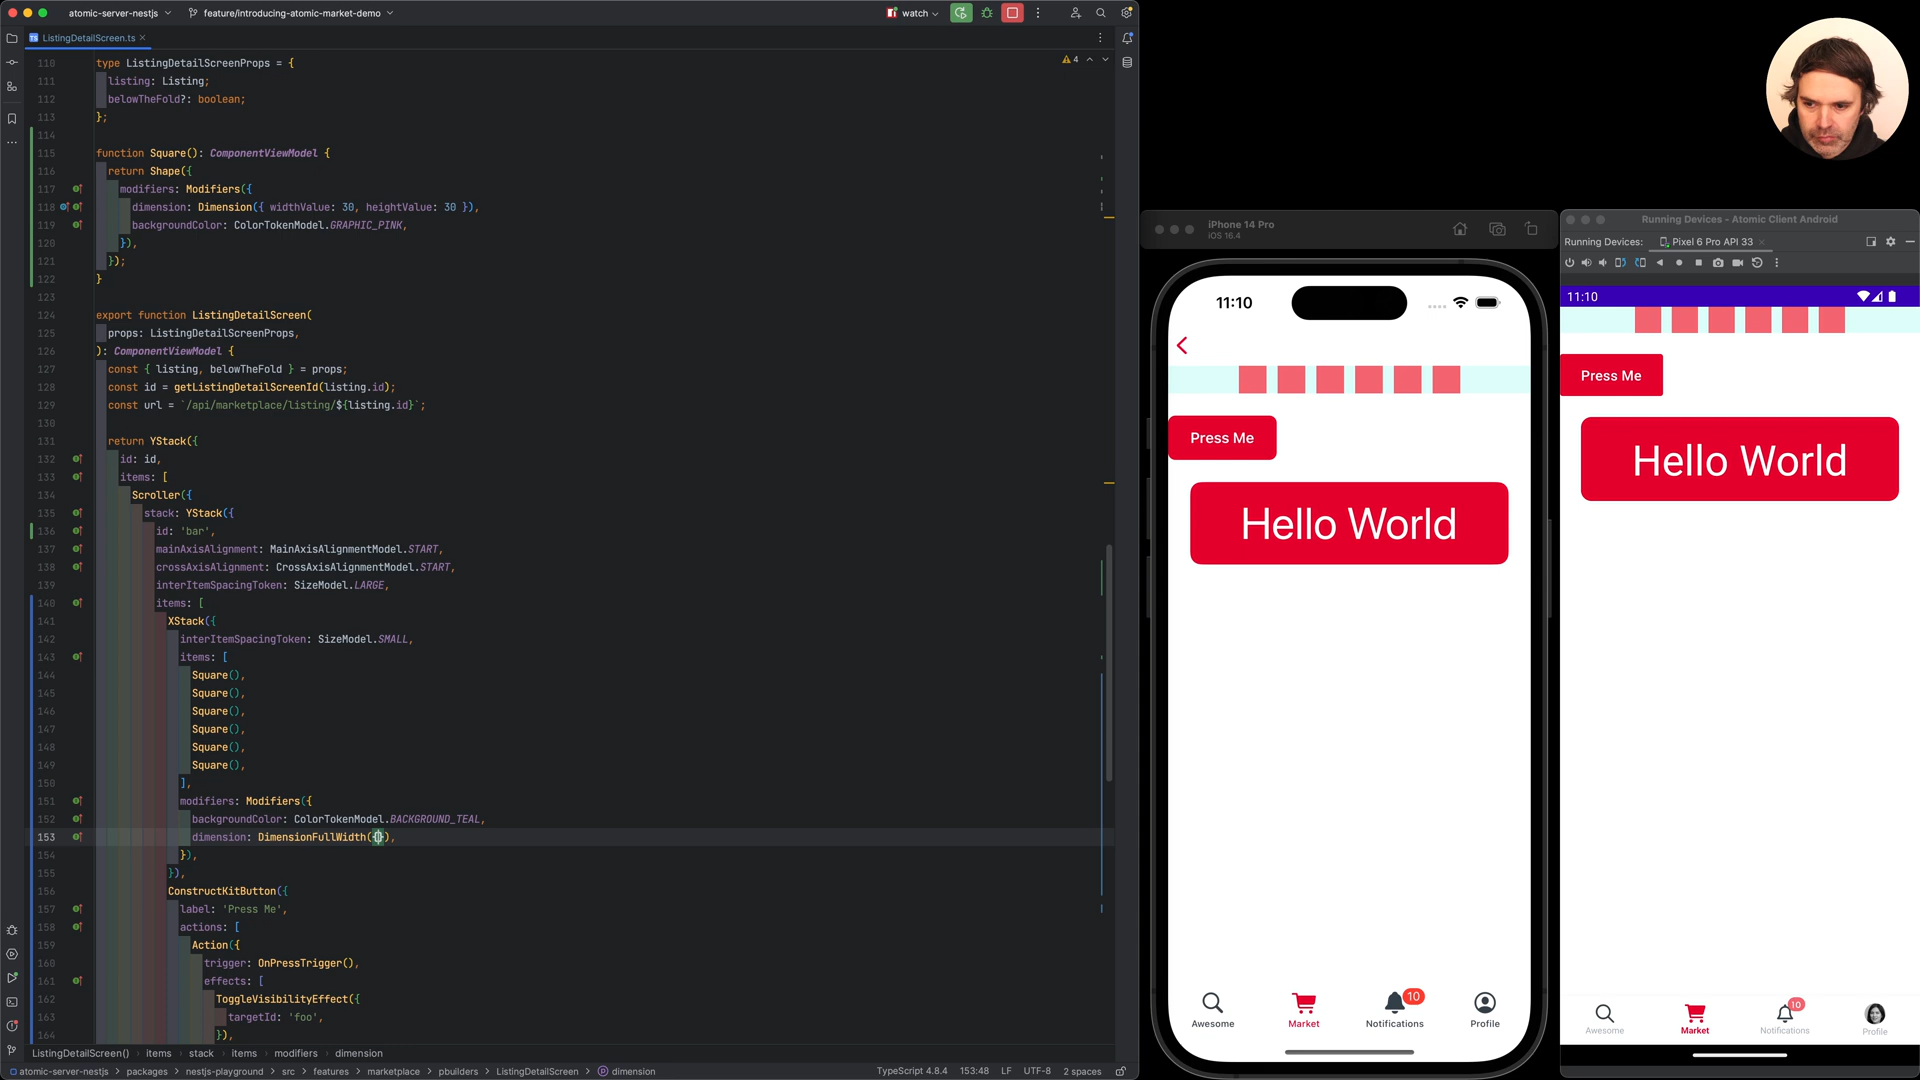 atomic-server-nestjs
feature/introducing-atomic-market-demo
watch
ListingDetailScreen.ts
4
110 type ListingDetailScreenProps = {
111 listing: Listing;
112 belowTheFold?: boolean;
113 };
114
115 function Square(): ComponentViewModel {
116 return Shape({
117 modifiers: Modifiers({
118 dimension: Dimension({ widthValue: 30, heightValue: 30 }),
119 backgroundColor: ColorTokenModel.GRAPHIC_PINK,
120 }),
121 });
122 }
123
124 export function ListingDetailScreen(
125 props: ListingDetailScreenProps,
126 ): ComponentViewModel {
127 const { listing, belowTheFold } = props;
128 const id = getListingDetailScreenId(listing.id);
129 const url = `/api/marketplace/listing/${listing.id}`;
130
131 return YStack({
132 id: id,
133 items: [
134 Scroller({
135 stack: YStack({
136 id: 'bar',
137 mainAxisAlignment: MainAxisAlignmentModel.START,
138 crossAxisAlignment: CrossAxisAlignmentModel.START,
139 interItemSpacingToken: SizeModel.LARGE,
140 items: [
141 XStack({
142 interItemSpacingToken: SizeModel.SMALL,
143 items: [
144 Square(),
145 Square(),
146 Square(),
147 Square(),
148 Square(),
149 Square(),
150 ],
151 modifiers: Modifiers({
152 backgroundColor: ColorTokenModel.BACKGROUND_TEAL,
153 dimension: DimensionFullWidth({}),
154 }),
155 }),
156 ConstructKitButton({
157 label: 'Press Me',
158 actions: [
159 Action({
160 trigger: OnPressTrigger(),
161 effects: [
162 ToggleVisibilityEffect({
163 targetId: 'foo',
164 }),
ListingDetailScreen() › items › stack › items › modifiers › dimension
atomic-server-nestjs › packages › nestjs-playground › src › features › marketplace › pbuilders › ListingDetailScreen › dimension
TypeScript 4.8.4 153:48 LF UTF-8 2 spaces
iPhone 14 Pro
iOS 16.4
11:10
Press Me
Hello World
10
Awesome
Market
Notifications
Profile
Running Devices - Atomic Client Android
Running Devices: Pixel 6 Pro API 33
11:10
Press Me
Hello World
10
Awesome
Market
Notifications
Profile